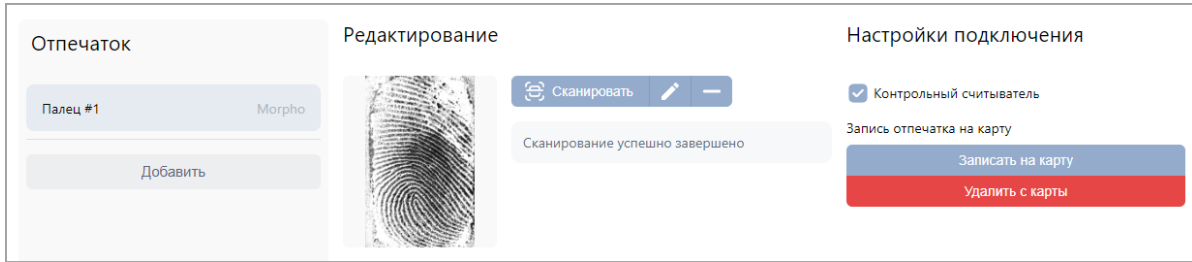 Отпечаток
Палец #1 Morpho
Добавить
Редактирование
Сканировать
Сканирование успешно завершено
Настройки подключения
Контрольный считыватель
Запись отпечатка на карту
Записать на карту
Удалить с карты